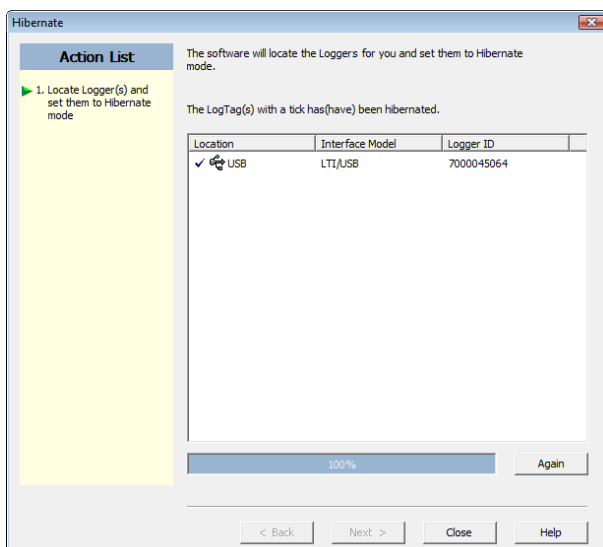 Hibernate
Action List
1. Locate Logger(s) and
set them to Hibernate
mode
The software will locate the Loggers for you and set them to Hibernate
mode.
The LogTag(s) with a tick has(have) been hibernated.
Location Interface Model Logger ID
USB LTI/USB 7000045064
100% Again
< Back Next > Close Help